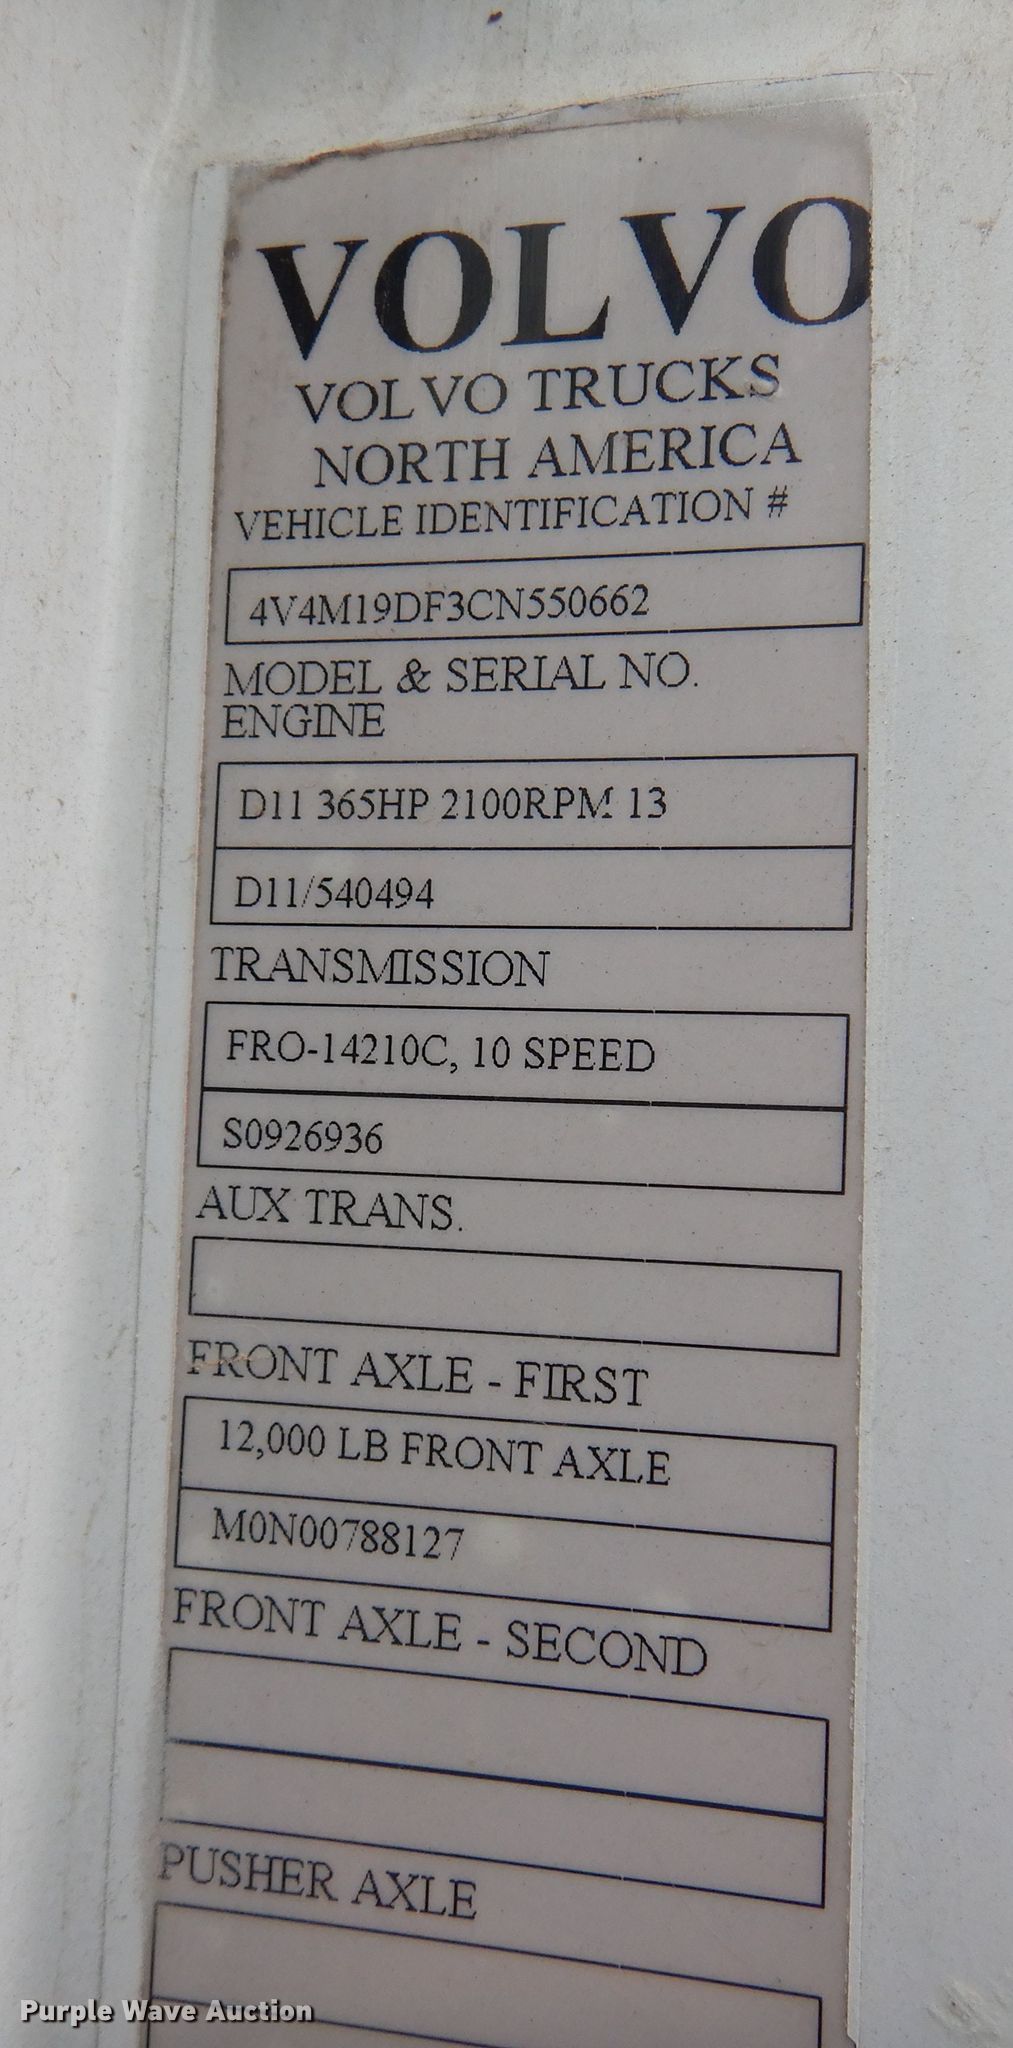 VOLVO
VOLVO TRUCKS
NORTH AMERICA
VEHICLE IDENTIFICATION #
4V4M19DF3CN550662
MODEL & SERIAL NO.
ENGINE
D11 365HP 2100RPM 13
D11/540494
TRANSMISSION
FRO-14210C, 10 SPEED
S0926936
AUX TRANS.
FRONT AXLE - FIRST
12,000 LB FRONT AXLE
M0N00788127
FRONT AXLE - SECOND
PUSHER AXLE
Purple Wave Auction